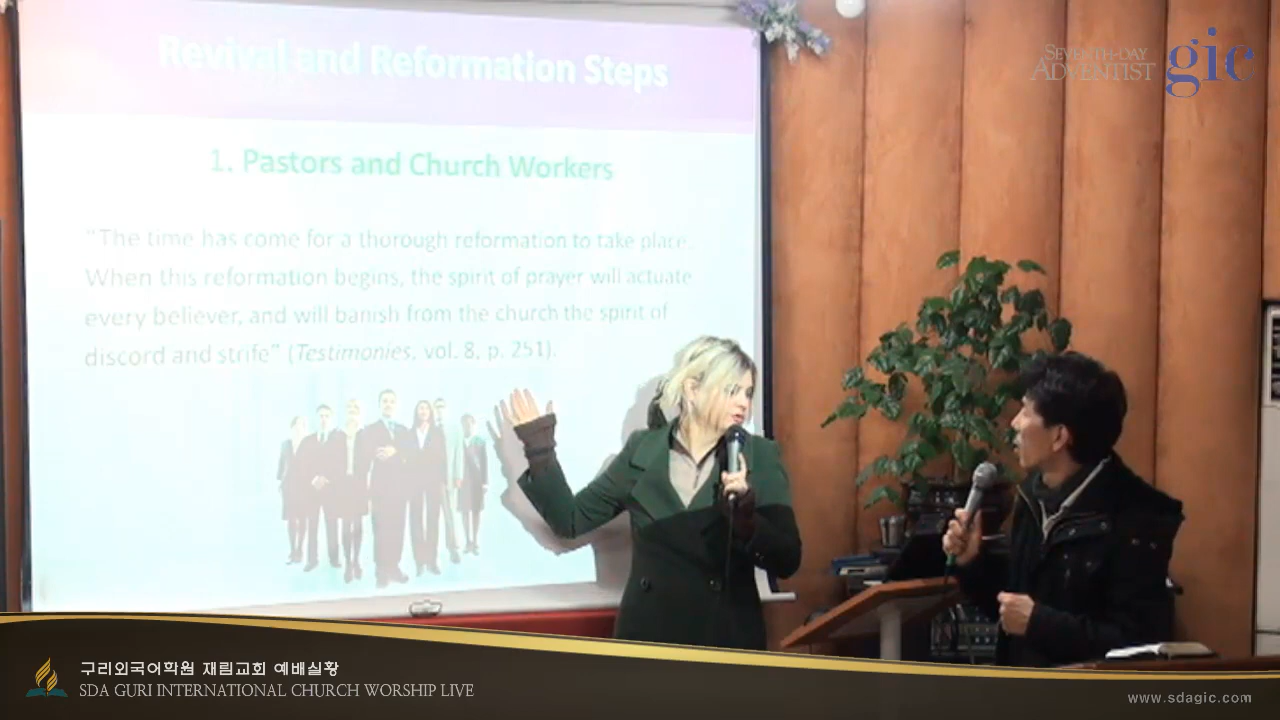 Revival and Reformation Steps
1. Pastors and Church Workers
"The time has come for a thorough reformation to take place.
When this reformation begins, the spirit of prayer will actuate
every believer, and will banish from the church the spirit of
discord and strife" (Testimonies, vol. 8, p. 251).
SEVENTH-DAY
ADVENTIST
gic
구리외국어학원 재림교회 예배실황
SDA GURI INTERNATIONAL CHURCH WORSHIP LIVE
www.sdagic.com